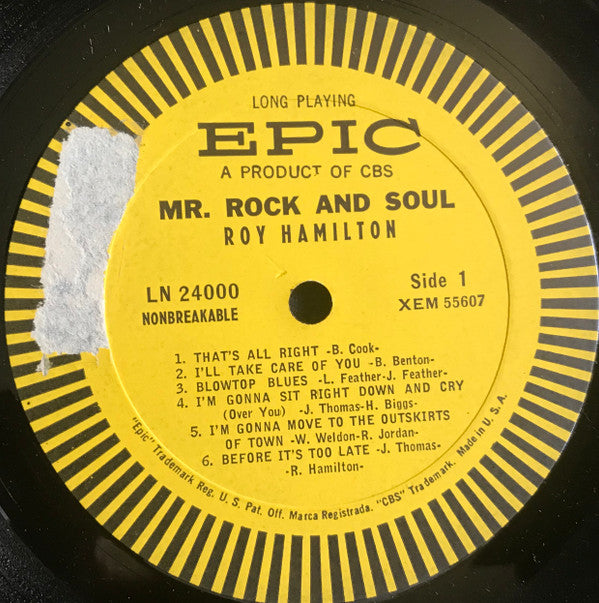 LONG PLAYING
EPIC
A PRODUCT OF CBS
MR. ROCK AND SOUL
ROY HAMILTON
LN 24000
NONBREAKABLE
Side 1
XEM 55607
1. THAT'S ALL RIGHT -B. Cook-
2. I'LL TAKE CARE OF YOU -B. Benton-
3. BLOWTOP BLUES -L. Feather-J. Feather-
4. I'M GONNA SIT RIGHT DOWN AND CRY
(Over You) -J. Thomas-H. Biggs-
5. I'M GONNA MOVE TO THE OUTSKIRTS
OF TOWN -W. Weldon-R. Jordan-
6. BEFORE IT'S TOO LATE -J. Thomas-
-R. Hamilton-
"Epic" Trademark Reg. U. S. Pat. Off. Marca Registrada. "CBS" Trademark. Made in U. S. A.